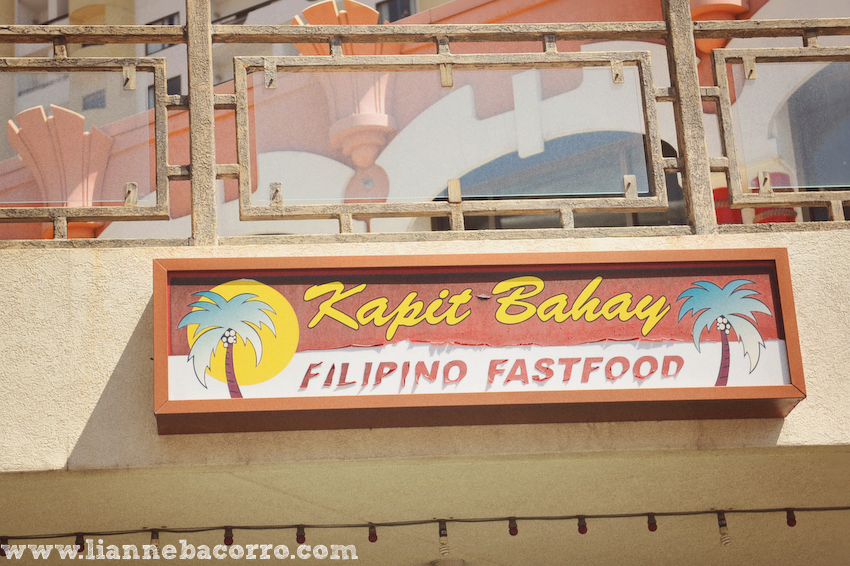 Kapit Bahay
FILIPINO FASTFOOD
www.liannebacorro.com